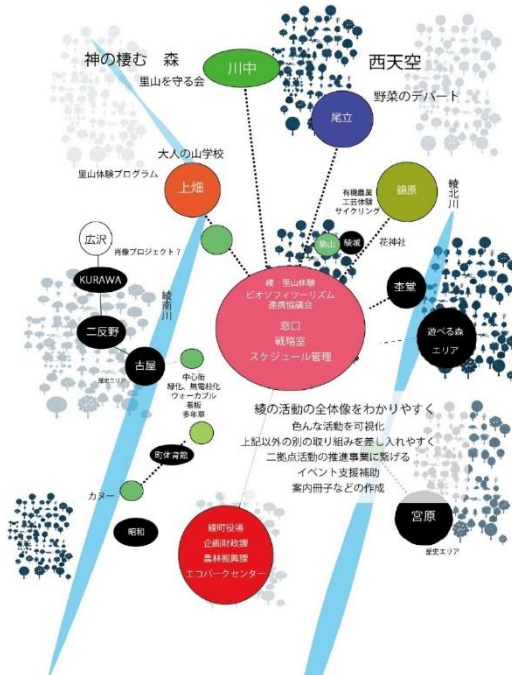 神の棲む 森
川中
西天空
里山を守る会
野菜のデパート
尾立
大人の山学校
里山体験プログラム
上畑
有機農業
工芸体験
サイクリング
錦原
綾北川
広沢
肖像プロジェクト?
綾城
花神社
KURAWA
綾南川
綾 里山体験
ビオソフィツーリズム
連携協議会
窓口
戦略室
スケジュール管理
杢堂
二反野
遊べる森
エリア
古屋
歴史エリア
中心街
緑化、無電柱化
ウォーカブル
看板
多年草
綾の活動の全体像をわかりやすく
色んな活動を可視化
上記以外の別の取り組みを差し入れやすく
二拠点活動の推進事業に繋げる
イベント支援補助
案内冊子などの作成
町体育館
カヌー
昭和
綾町役場
企画財政課
農林振興課
エコパークセンター
宮原
歴史エリア